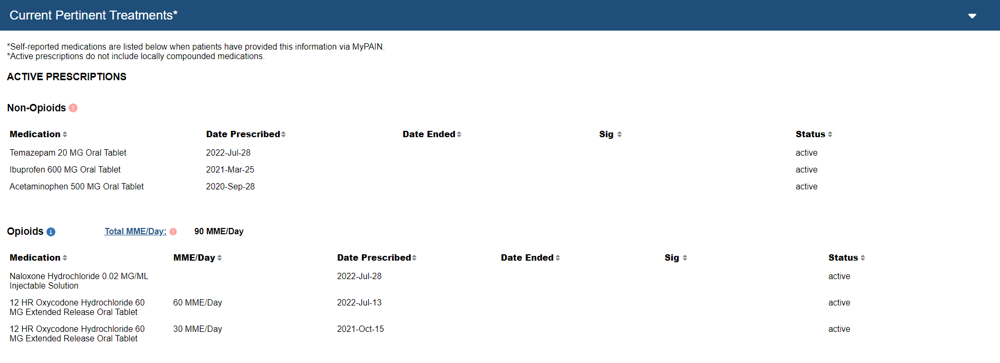 Current Pertinent Treatments*
*Self-reported medications are listed below when patients have provided this information via MyPAIN.
*Active prescriptions do not include locally compounded medications.
ACTIVE PRESCRIPTIONS
Non-Opioids
Medication Date Prescribed Date Ended Sig Status
Temazepam 20 MG Oral Tablet 2022-Jul-28 active
Ibuprofen 600 MG Oral Tablet 2021-Mar-25 active
Acetaminophen 500 MG Oral Tablet 2020-Sep-28 active
Opioids Total MME/Day: 90 MME/Day
Medication MME/Day Date Prescribed Date Ended Sig Status
Naloxone Hydrochloride 0.02 MG/ML 2022-Jul-28 active
Injectable Solution
12 HR Oxycodone Hydrochloride 60 60 MME/Day 2022-Jul-13 active
MG Extended Release Oral Tablet
12 HR Oxycodone Hydrochloride 60 30 MME/Day 2021-Oct-15 active
MG Extended Release Oral Tablet